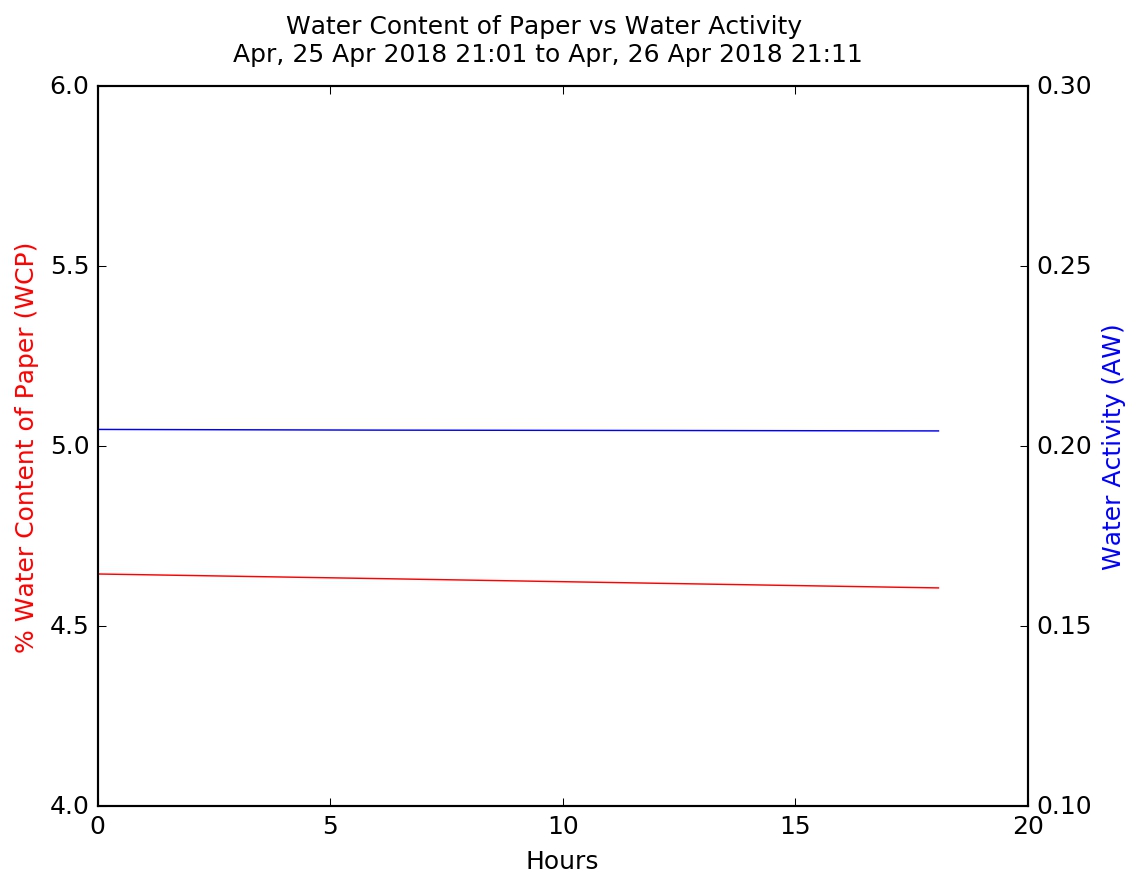 Water Content of Paper vs Water Activity
Apr, 25 Apr 2018 21:01 to Apr, 26 Apr 2018 21:11
6.0
5.5
5.0
4.5
4.0
% Water Content of Paper (WCP)
0.30
0.25
0.20
0.15
0.10
Water Activity (AW)
0 5 10 15 20
Hours